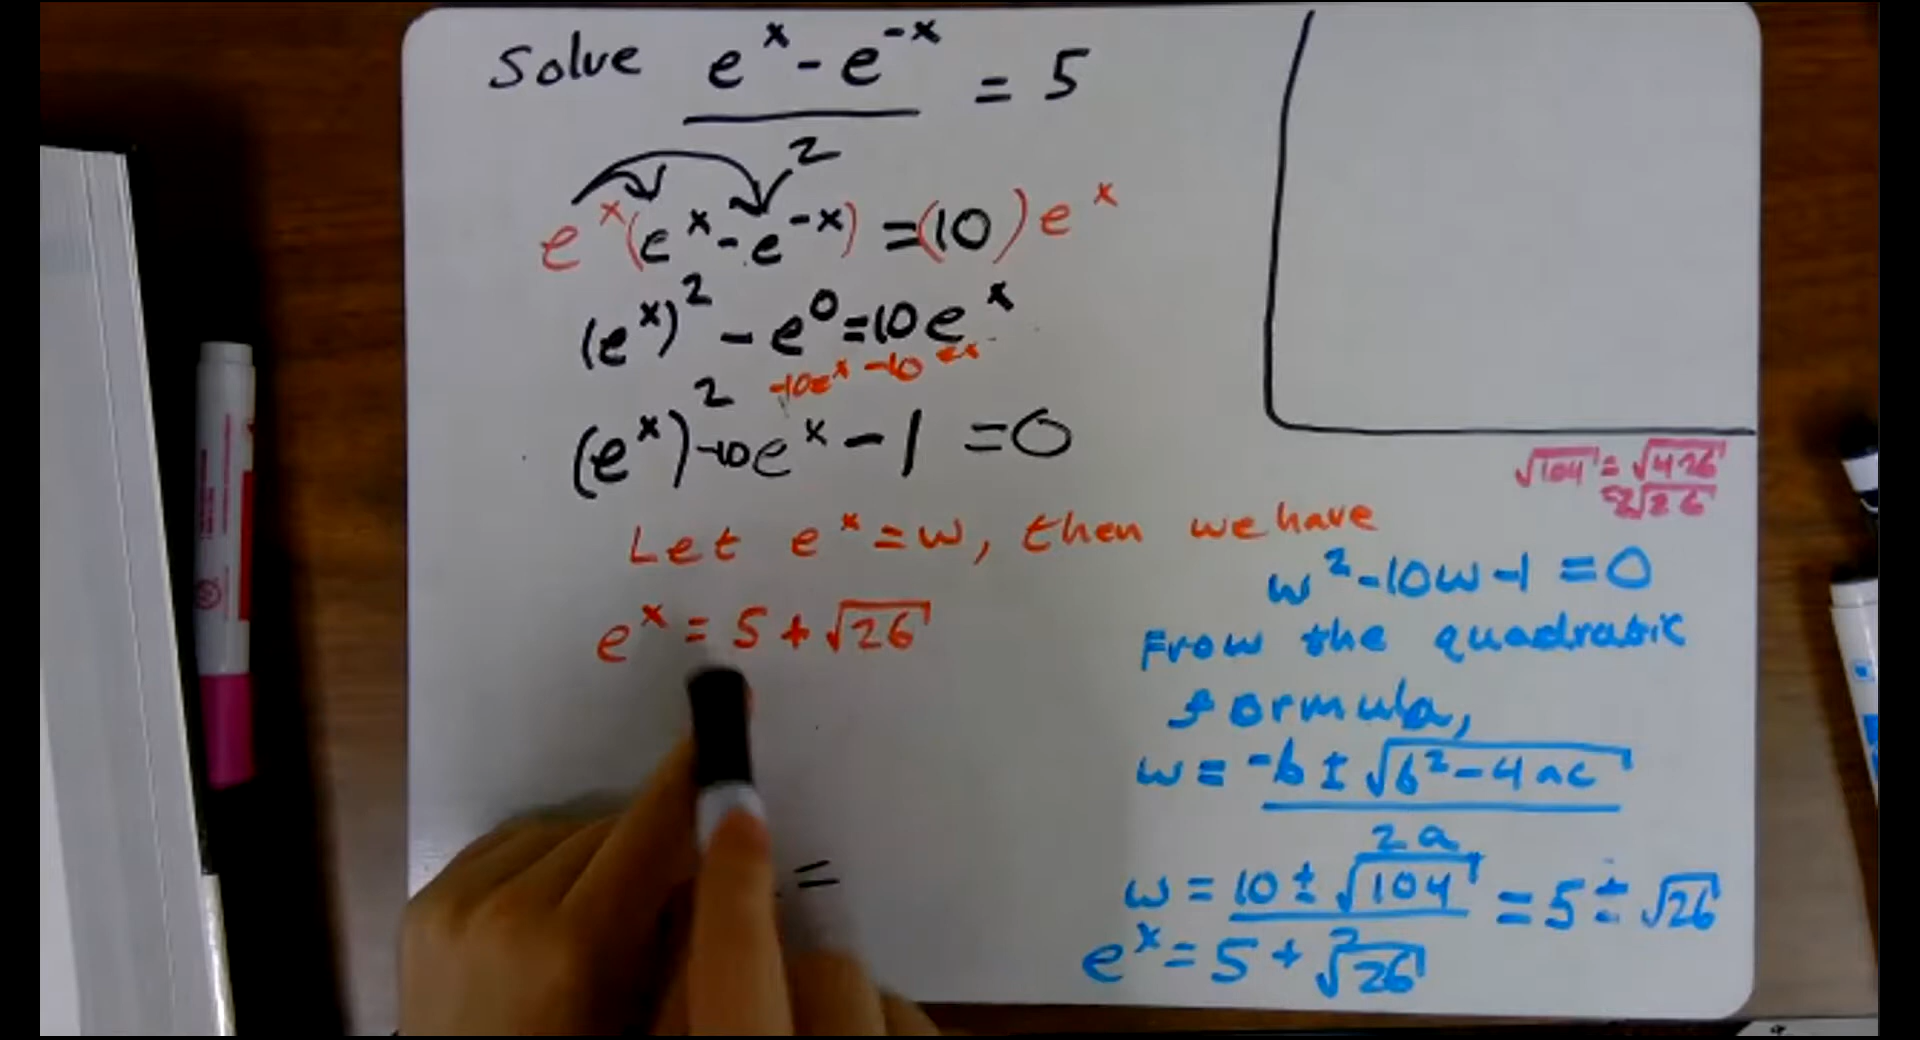 Solve e^x - e^-x = 5
2
e^x(e^x - e^-x) = (10)e^x
(e^x)^2 - e^0 = 10e^x
-10e^x -10e^x
(e^x)^2 -10e^x - 1 = 0
√104 = √4·26
=2√26
Let e^x = w, then we have
w^2 - 10w - 1 = 0
e^x = 5 + √26
From the quadratic
formula,
w = -b ± √b^2 - 4ac
2a
w = 10 ± √104 = 5 ± √26
2
e^x = 5 + √26
=